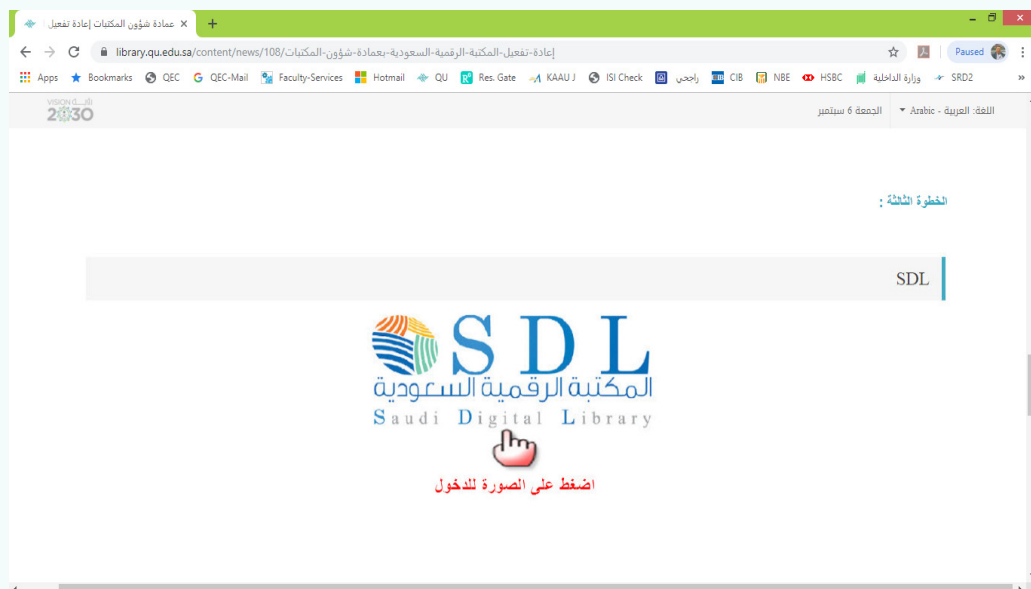 عمادة شؤون المكتبات إعادة تفعيل
library.qu.edu.sa/content/news/108/إعادة-تفعيل-المكتبة-الرقمية-السعودية-بعمادة-شؤون-المكتبات
Paused
Apps Bookmarks QEC QEC-Mail Faculty-Services Hotmail QU Res. Gate KAAU J ISI Check راجحي CIB NBE HSBC وزارة الداخلية SRD2 »
VISION رؤية
2030
اللغة: العربية - Arabic الجمعة 6 سبتمبر
الخطوة الثالثة :
SDL
SDL
المكتبة الرقمية السعودية
Saudi Digital Library
اضغط على الصورة للدخول